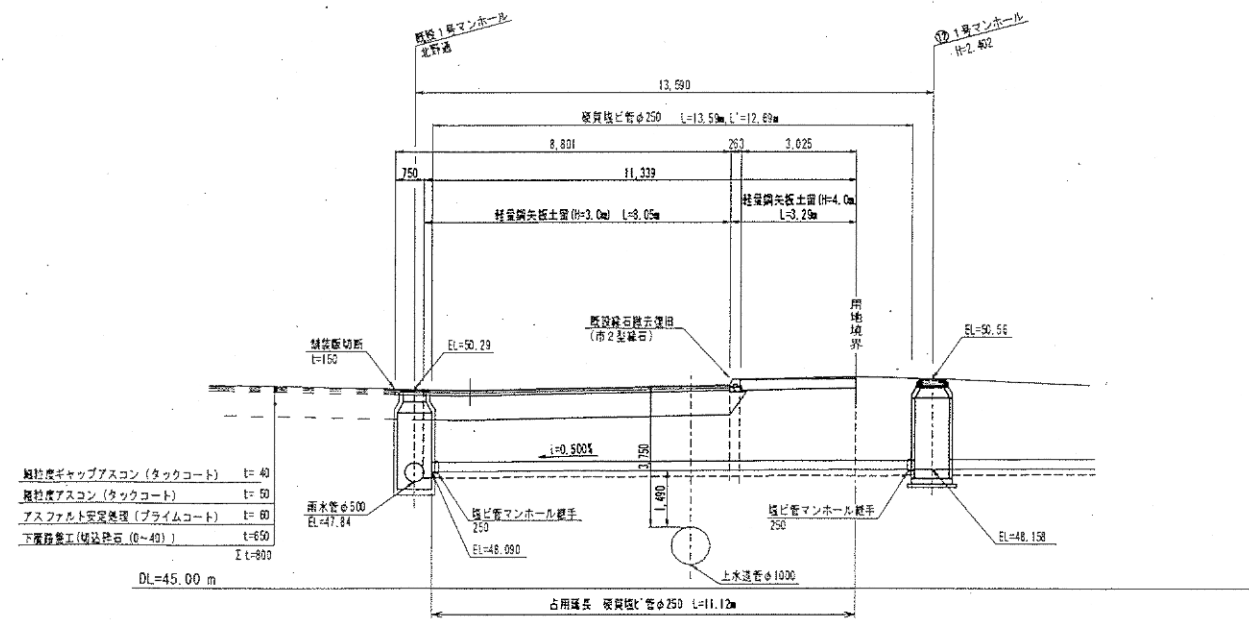 既設1号マンホール
北野通
⑰ 1号マンホール
H=2.402
13,590
硬質塩ビ管φ250 L=13.59m,L'=12.69m
8,801
263
3,025
750
11,339
軽量鋼矢板土留(H=3.0m) L=8.05m
軽量鋼矢板土留(H=4.0m
L=3.29m
用地境界
既設縁石除去復旧
(市2型縁石)
舗装版切断
t=150
EL=50.29
EL=50.56
i=0.500%
3,750
1,490
細粒度ギャップアスコン(タックコート) t= 40
粗粒度アスコン(タックコート) t= 50
アスファルト安定処理(プライムコート) t= 60
下層路盤工(切込砕石(0~40)) t=650
Σt=800
雨水管φ500
EL=47.84
塩ビ管マンホール継手
250
EL=48.090
塩ビ管マンホール継手
250
EL=48.158
上水道管φ1000
DL=45.00 m
占用延長 硬質塩ビ管φ250 L=11.12m